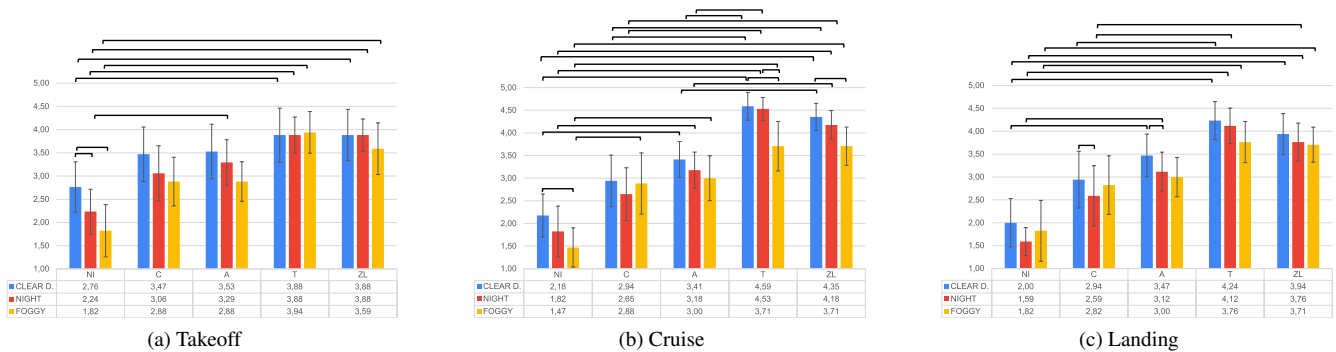 5,00
4,50
4,00
3,50
3,00
2,50
2,00
1,50
1,00
NI C A T ZL
CLEAR D. 2,76 3,47 3,53 3,88 3,88
NIGHT 2,24 3,06 3,29 3,88 3,88
FOGGY 1,82 2,88 2,88 3,94 3,59
(a) Takeoff
5,00
4,50
4,00
3,50
3,00
2,50
2,00
1,50
1,00
NI C A T ZL
CLEAR D. 2,18 2,94 3,41 4,59 4,35
NIGHT 1,82 2,65 3,18 4,53 4,18
FOGGY 1,47 2,88 3,00 3,71 3,71
(b) Cruise
5,00
4,50
4,00
3,50
3,00
2,50
2,00
1,50
1,00
NI C A T ZL
CLEAR D. 2,00 2,94 3,47 4,24 3,94
NIGHT 1,59 2,59 3,12 4,12 3,76
FOGGY 1,82 2,82 3,00 3,76 3,71
(c) Landing